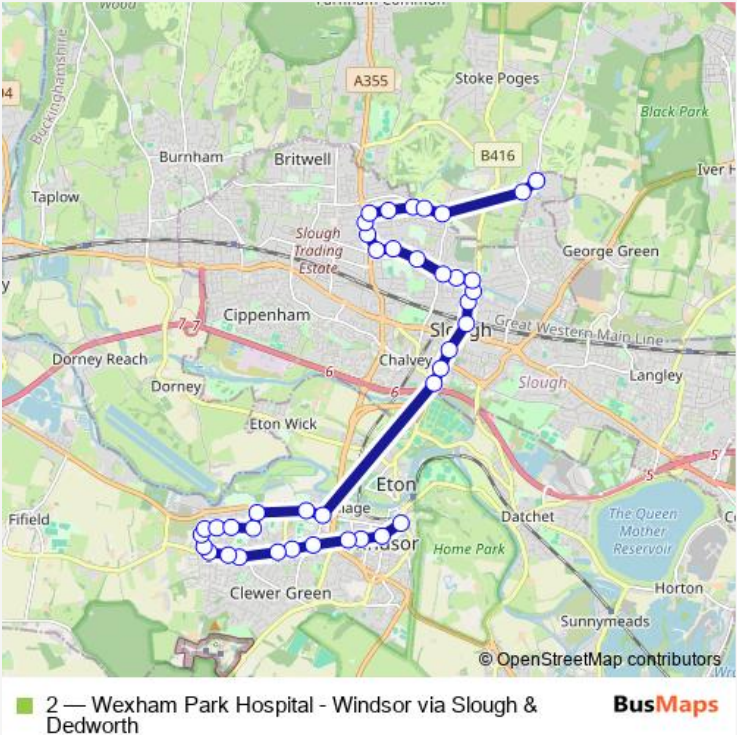 Wood
Farnham Common
A355
Stoke Poges
Buckinghamshire
Black Park
B416
Burnham
Britwell
Iver H
Taplow
Slough
Trading
Estate
George Green
y
Cippenham
7 7
Slough
Great Western Main Line
Dorney Reach
Chalvey
6
Langley
Dorney
6
Slough
Eton Wick
5
5
Eton
Fifield
Datchet
The Queen
Mother
Reservoir
Home Park
Clewer Green
Horton
Sunnymeads
© OpenStreetMap contributors
2 — Wexham Park Hospital - Windsor via Slough &
Dedworth
BusMaps